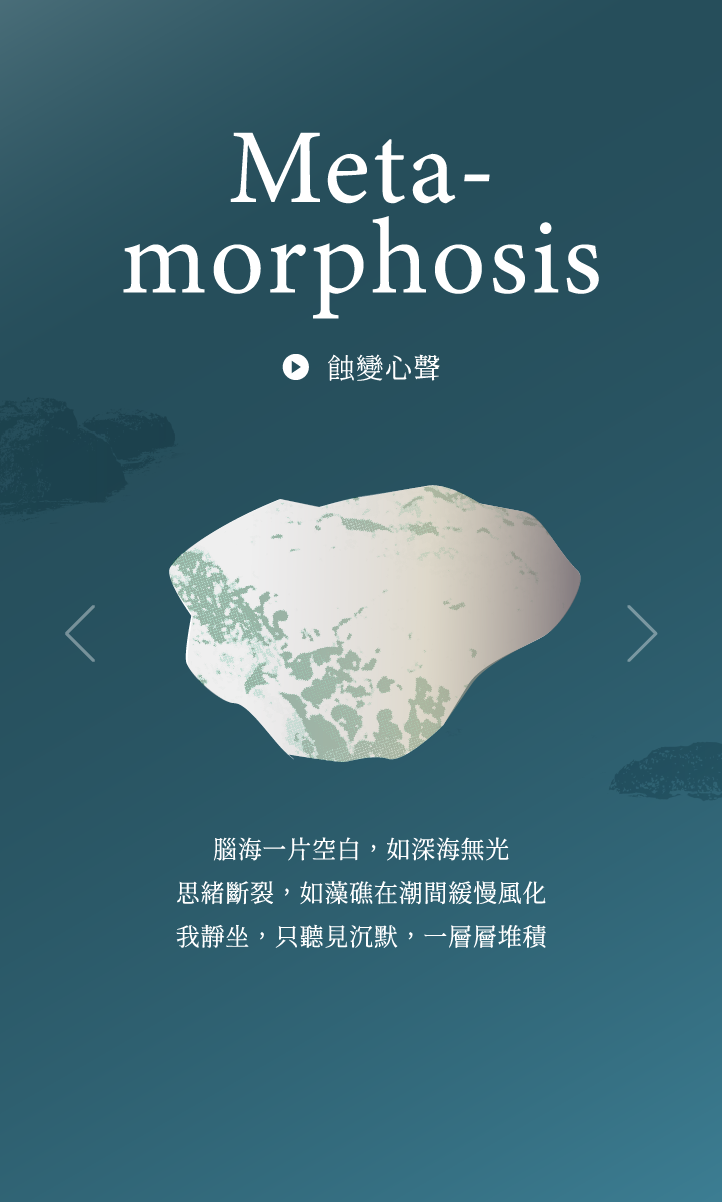 Meta-
morphosis
蝕變心聲
腦海一片空白，如深海無光
思緒斷裂，如藻礁在潮間緩慢風化
我靜坐，只聽見沉默，一層層堆積